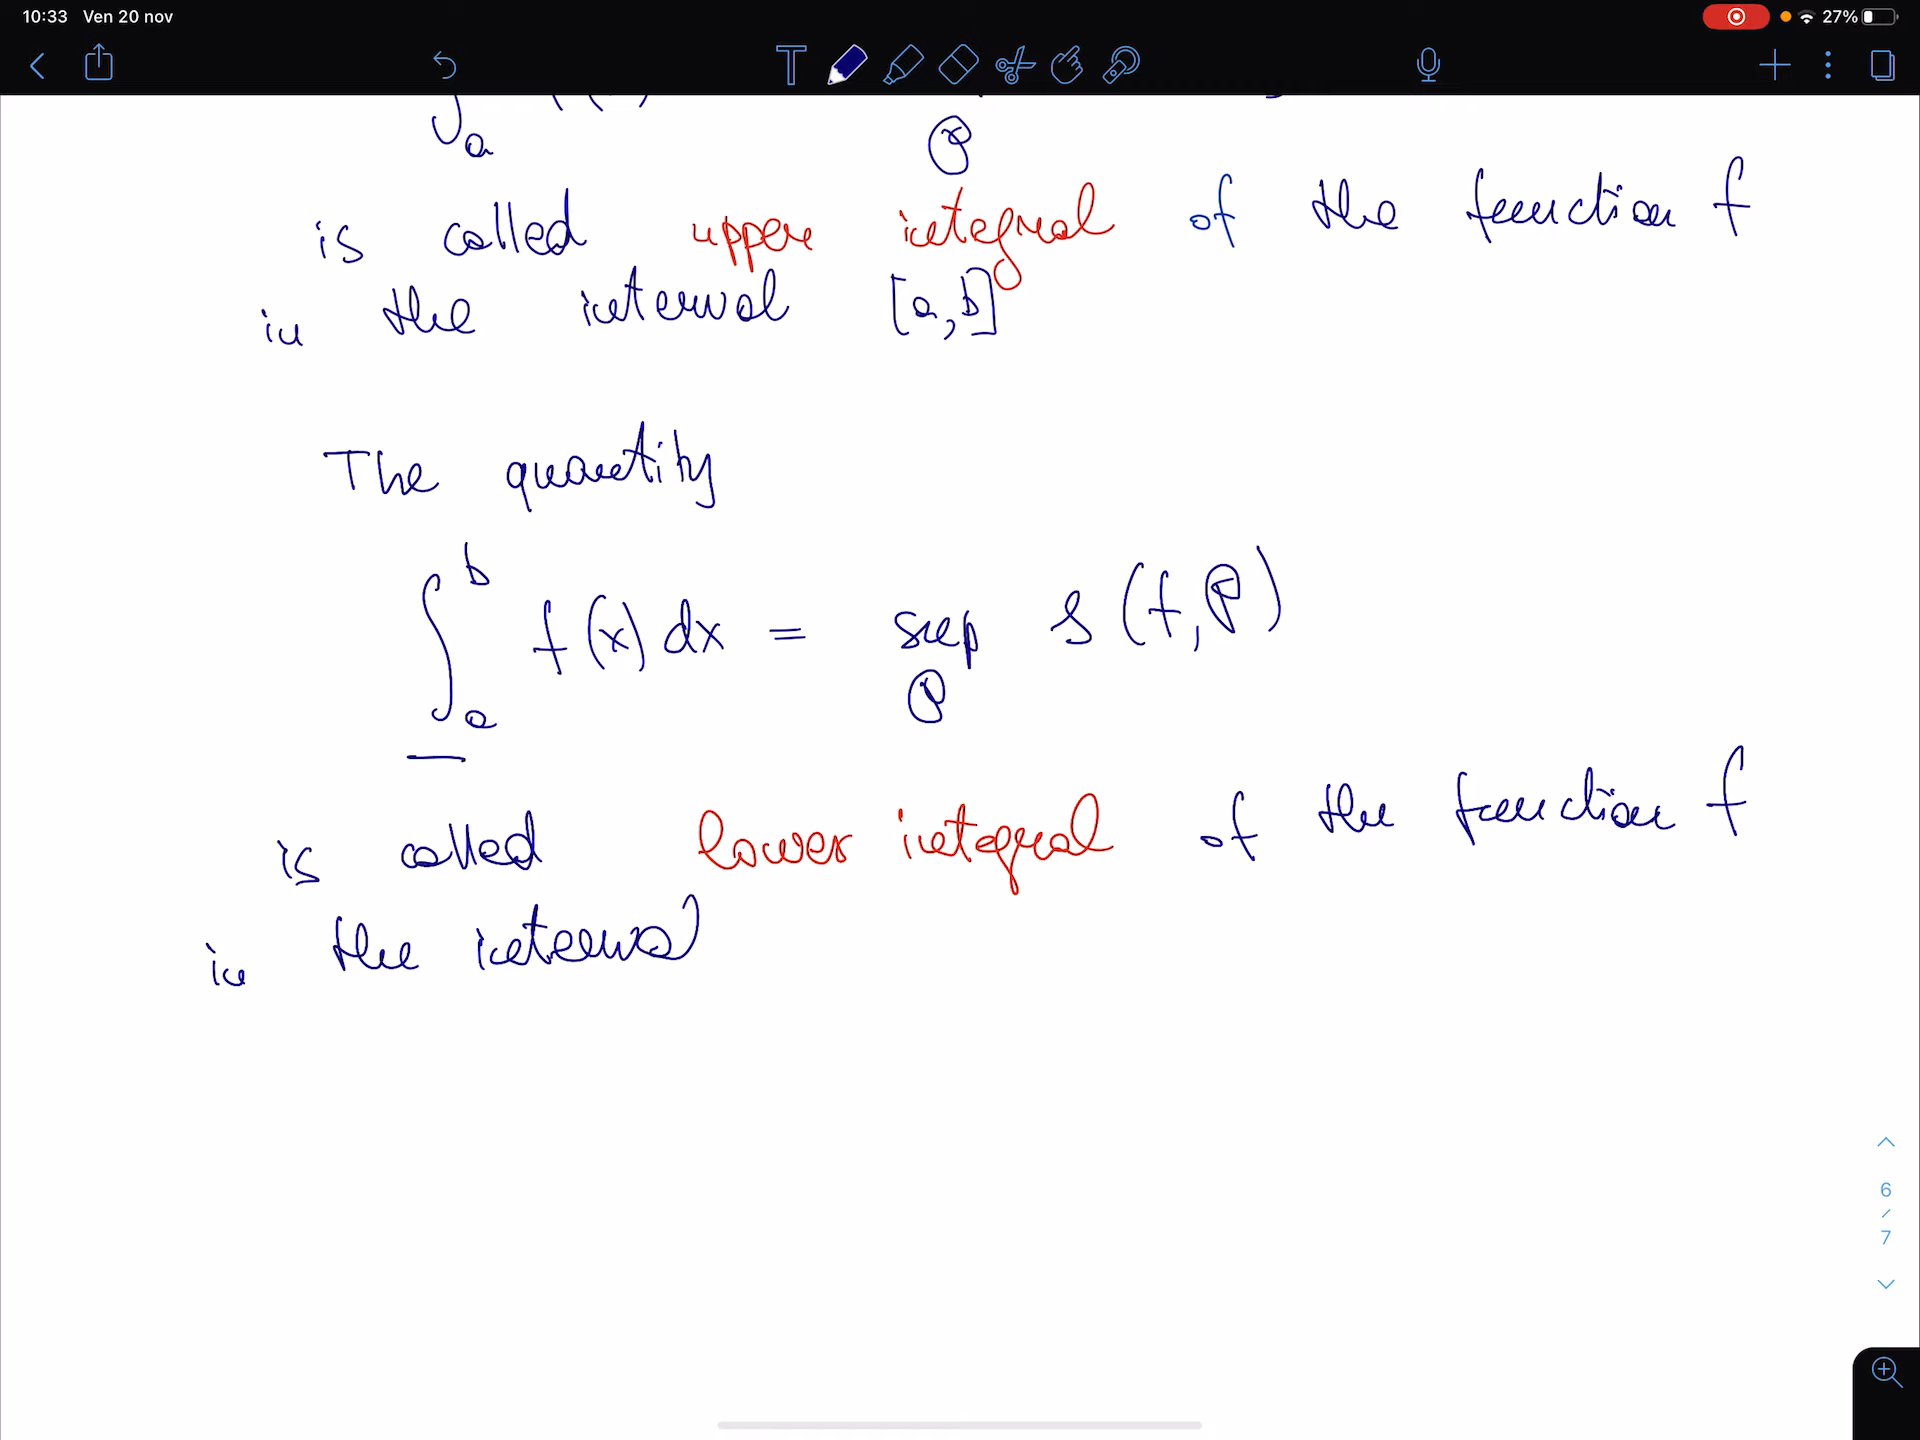 10:33 Ven 20 nov 27%
a
P
is called upper integral of the function f
in the interval [a,b]
The quantity
∫_a^b f(x) dx = sup_P s(f,P)
is called lower integral of the function f
in the interval
6
/
7